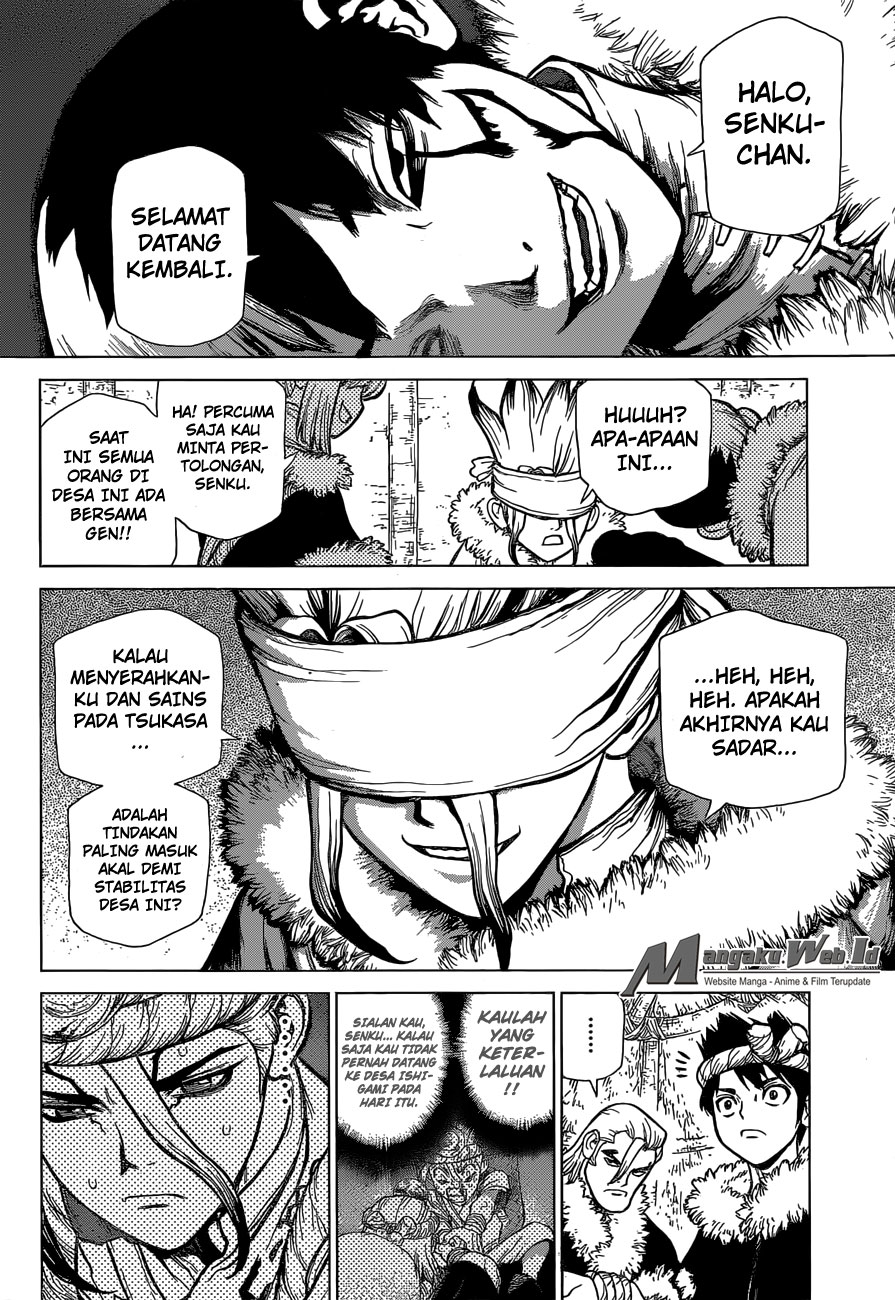 HALO,
SENKU-
CHAN.
SELAMAT
DATANG
KEMBALI.
HUUUH?
APA-APAAN
INI...
HA! PERCUMA
SAJA KAU
MINTA PER-
TOLONGAN,
SENKU.
SAAT
INI SEMUA
ORANG DI
DESA INI ADA
BERSAMA
GEN!!
...HEH, HEH,
HEH. APAKAH
AKHIRNYA KAU
SADAR...
KALAU
MENYERAHKAN-
KU DAN SAINS
PADA TSUKASA
...
ADALAH
TINDAKAN
PALING MASUK
AKAL DEMI
STABILITAS
DESA INI?
Mangaku.Web.Id
Website Manga - Anime & Film Terupdate
......
KAULAH
YANG
KETER-
LALUAN
!!
SIALAN KAU,
SENKU... KALAU
SAJA KAU TIDAK
PERNAH DATANG
KE DESA ISHI-
GAMI PADA
HARI ITU.